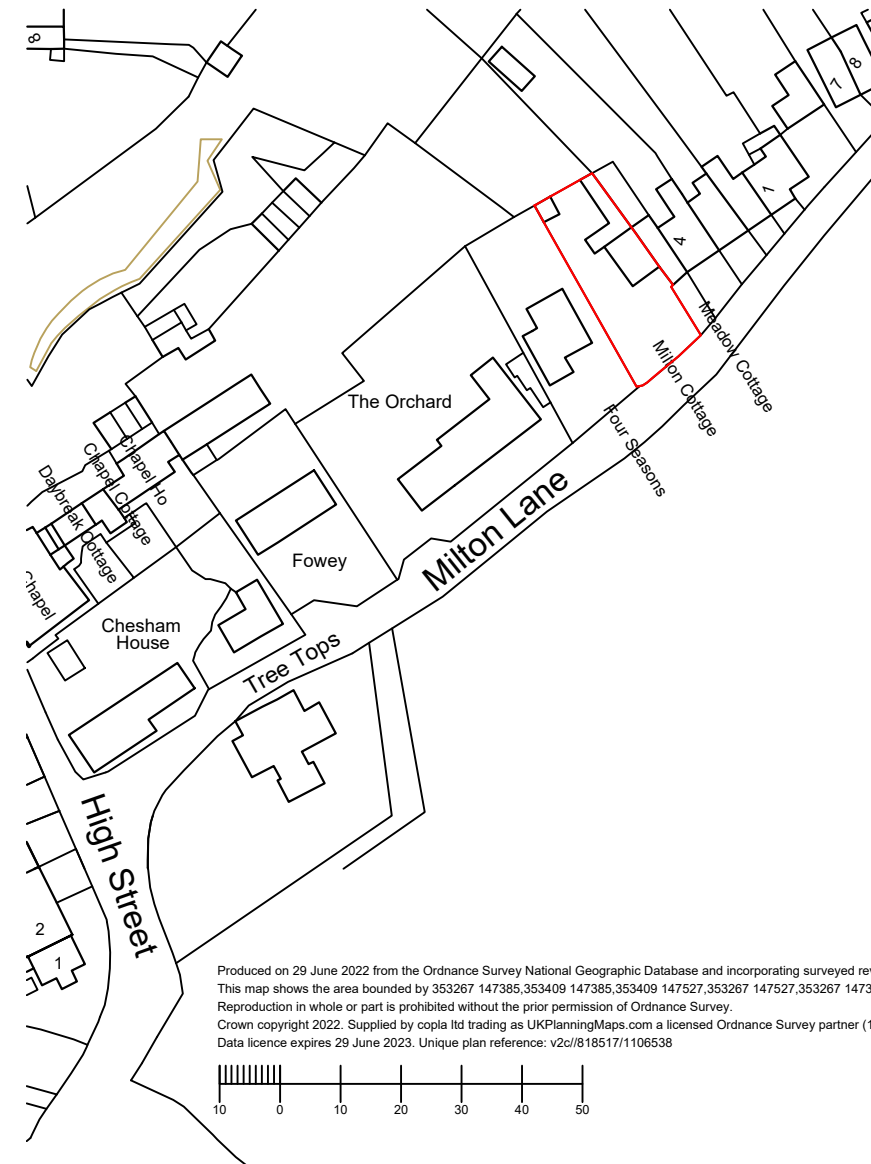 8
7
8
1
4
Meadow Cottage
Milton Cottage
Four Seasons
The Orchard
Milton Lane
Chapel Ho
Chapel Cottage
Daybreak Cottage
Chapel
Fowey
Chesham
House
Tree Tops
High Street
2
1
Produced on 29 June 2022 from the Ordnance Survey National Geographic Database and incorporating surveyed re
This map shows the area bounded by 353267 147385,353409 147385,353409 147527,353267 147527,353267 1473
Reproduction in whole or part is prohibited without the prior permission of Ordnance Survey.
Crown copyright 2022. Supplied by copla ltd trading as UKPlanningMaps.com a licensed Ordnance Survey partner (1
Data licence expires 29 June 2023. Unique plan reference: v2c//818517/1106538
10 0 10 20 30 40 50